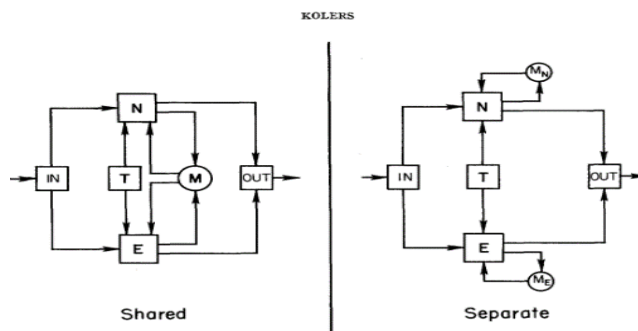 KOLERS
N
IN
T
M
OUT
E
Shared
M_N
N
IN
T
OUT
E
M_E
Separate